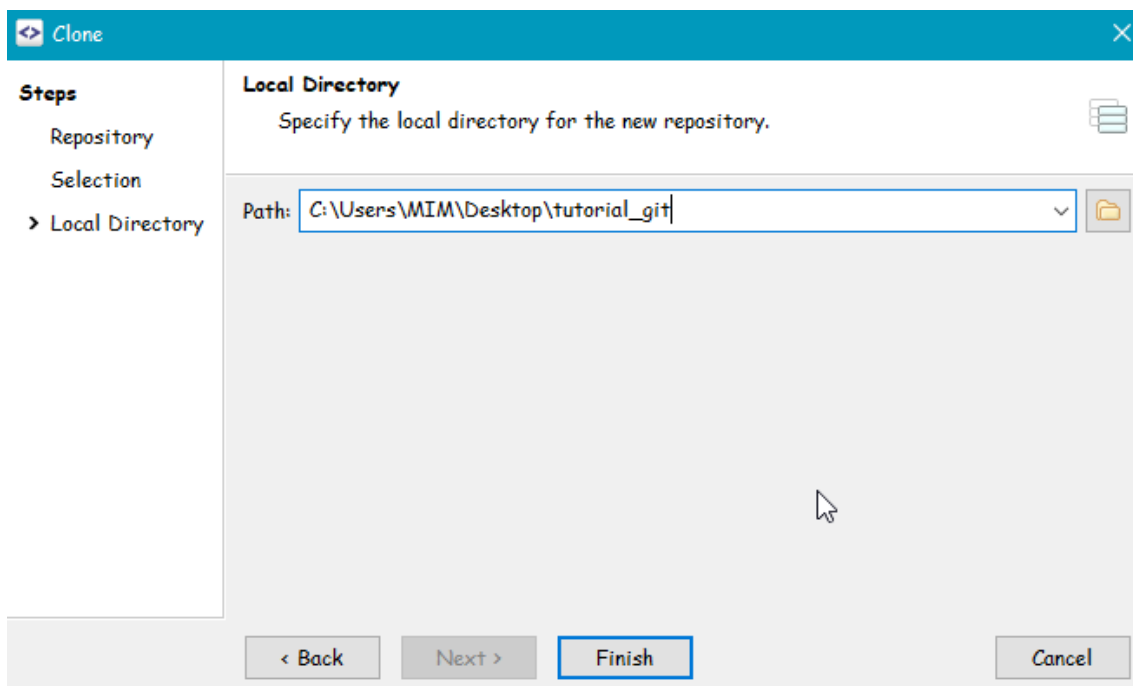 Clone
Steps
Repository
Selection
> Local Directory
Local Directory
Specify the local directory for the new repository.
Path: C:\Users\MIM\Desktop\tutorial_git
< Back
Next >
Finish
Cancel